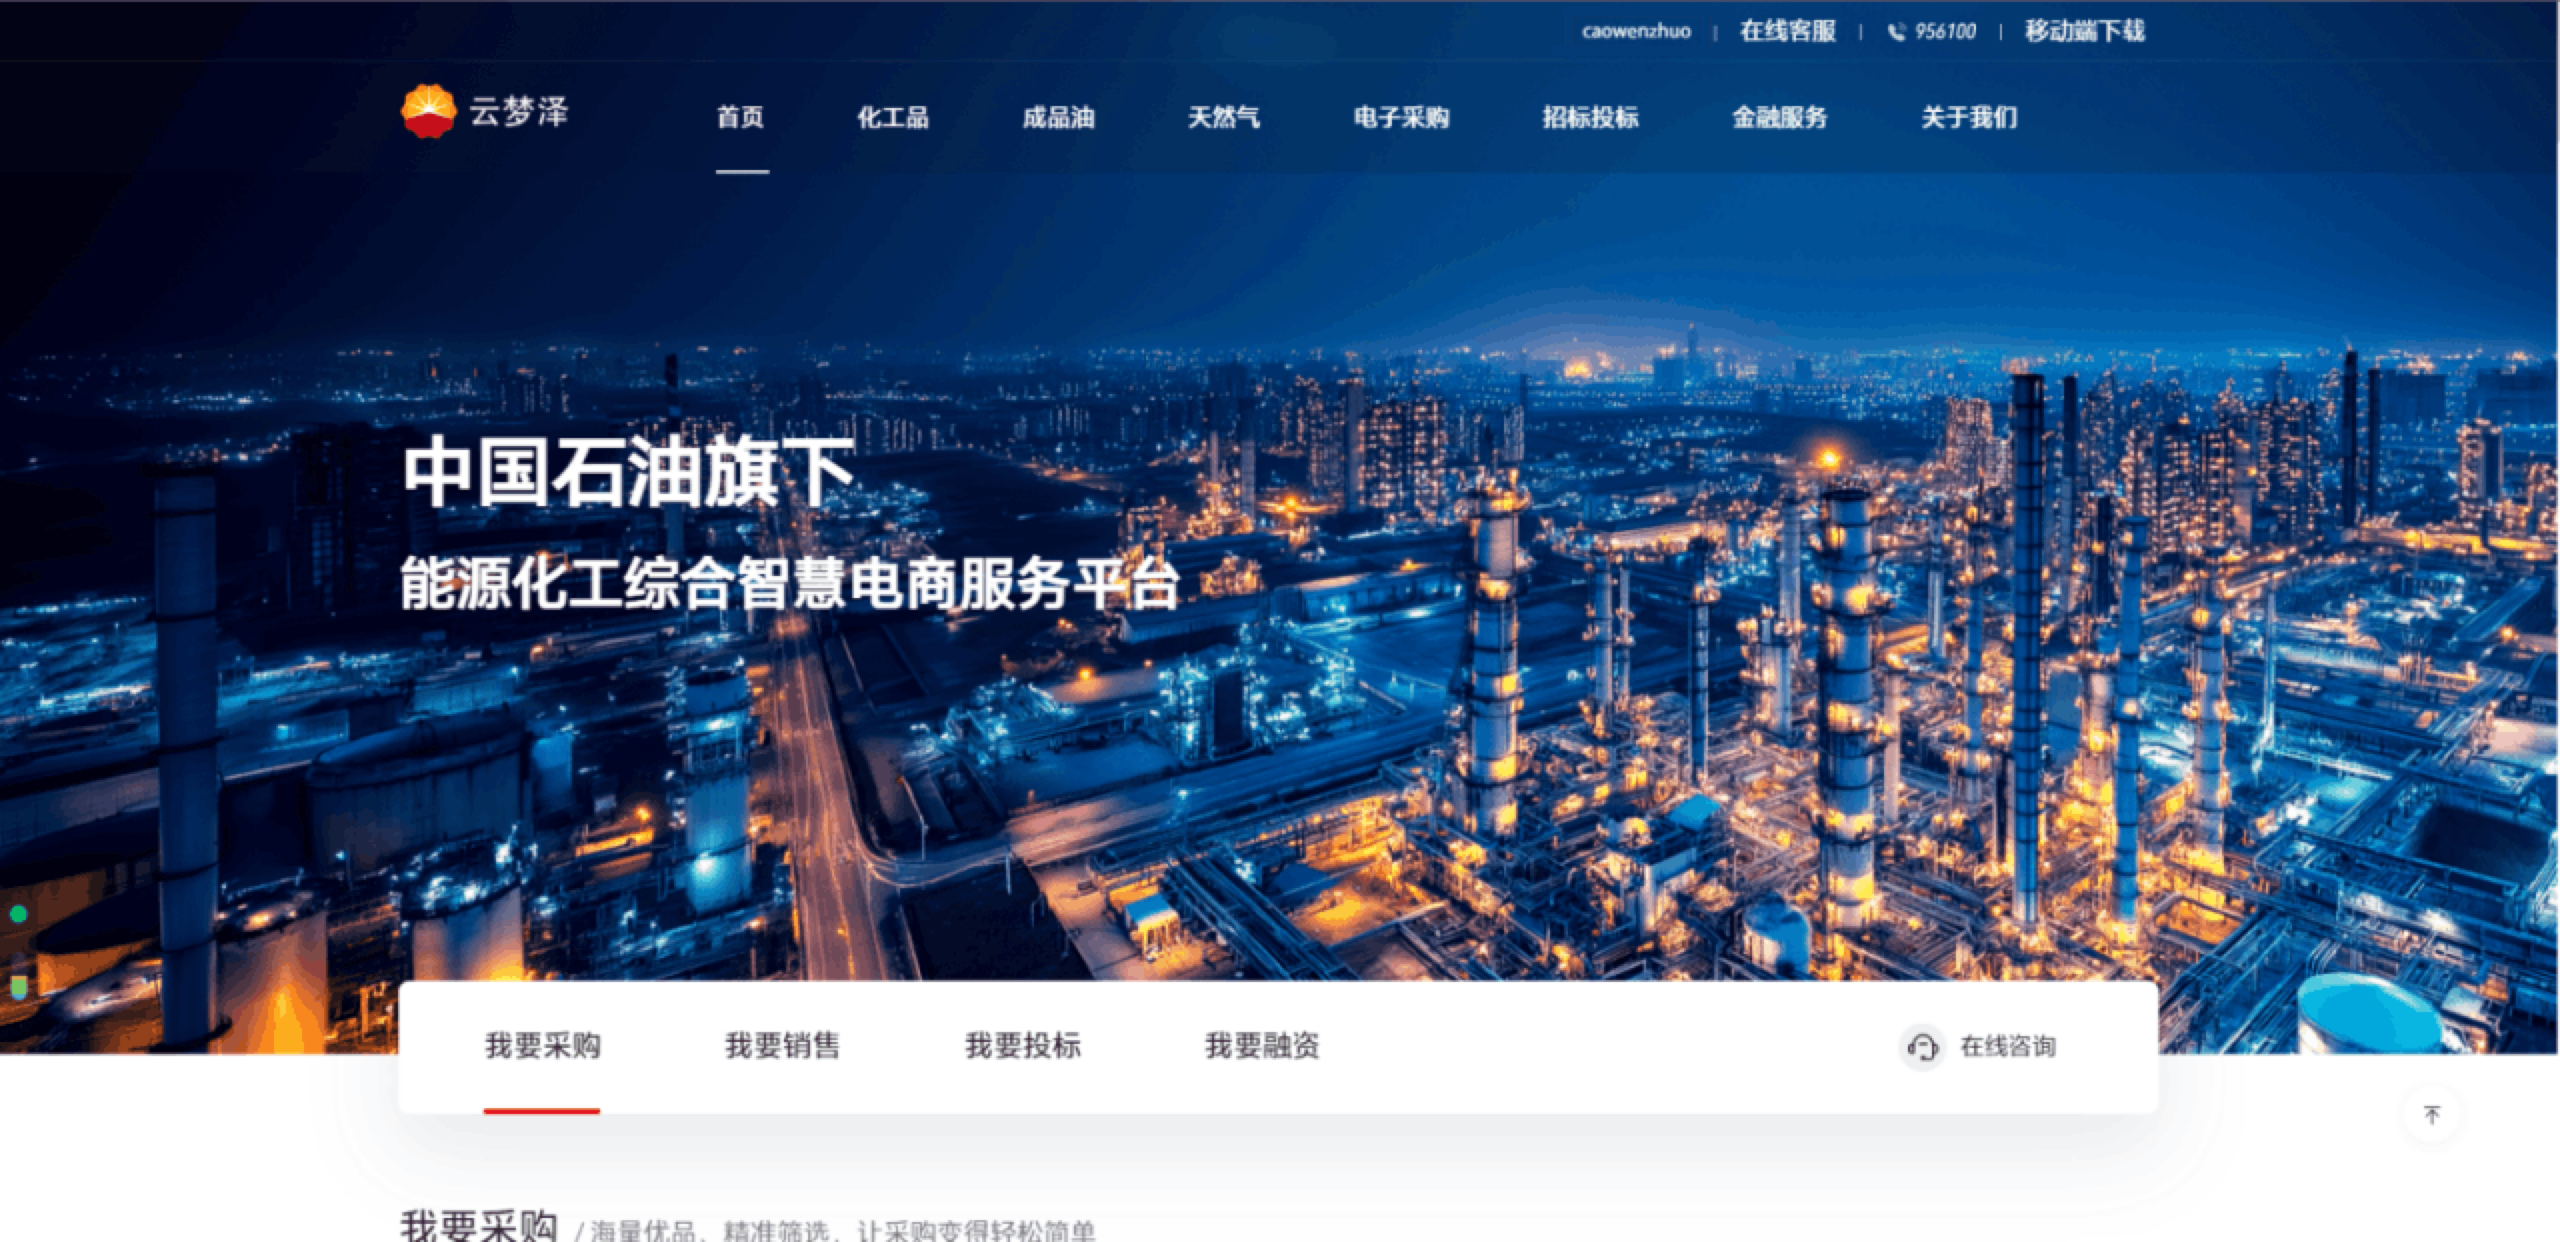 caowenzhuo | 在线客服 | 956100 | 移动端下载
云梦泽 首页 化工品 成品油 天然气 电子采购 招标投标 金融服务 关于我们
中国石油旗下
能源化工综合智慧电商服务平台
我要采购 我要销售 我要投标 我要融资 在线咨询
我要采购 / 海量优品、精准筛选、让采购变得轻松简单